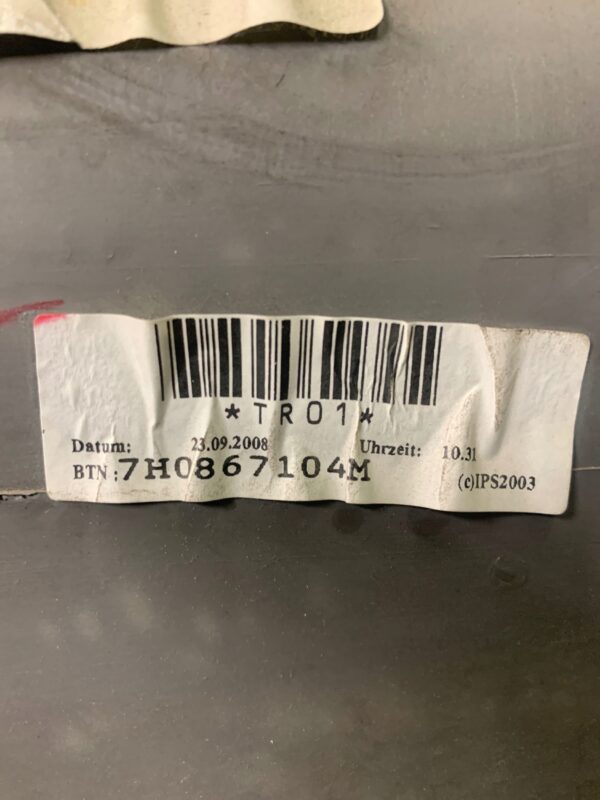 *TR01*
Datum: 23.09.2008 Uhrzeit: 10.31
BTN :7H0867104M
(c)IPS2003